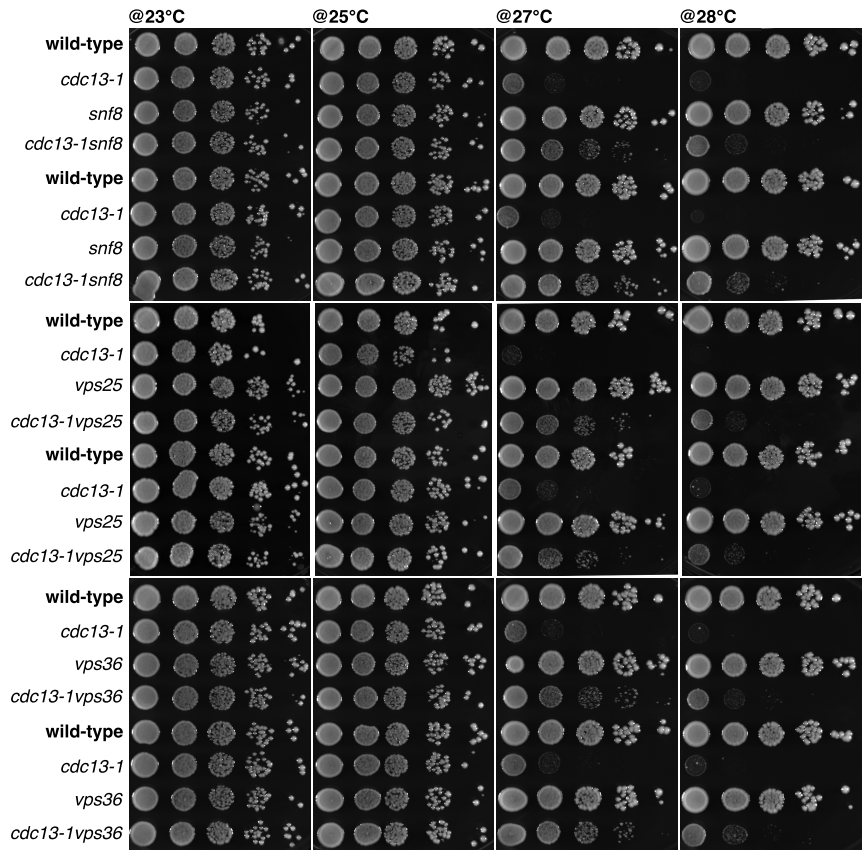 @23°C @25°C @27°C @28°C
wild-type
cdc13-1
snf8
cdc13-1snf8
wild-type
cdc13-1
snf8
cdc13-1snf8
wild-type
cdc13-1
vps25
cdc13-1vps25
wild-type
cdc13-1
vps25
cdc13-1vps25
wild-type
cdc13-1
vps36
cdc13-1vps36
wild-type
cdc13-1
vps36
cdc13-1vps36